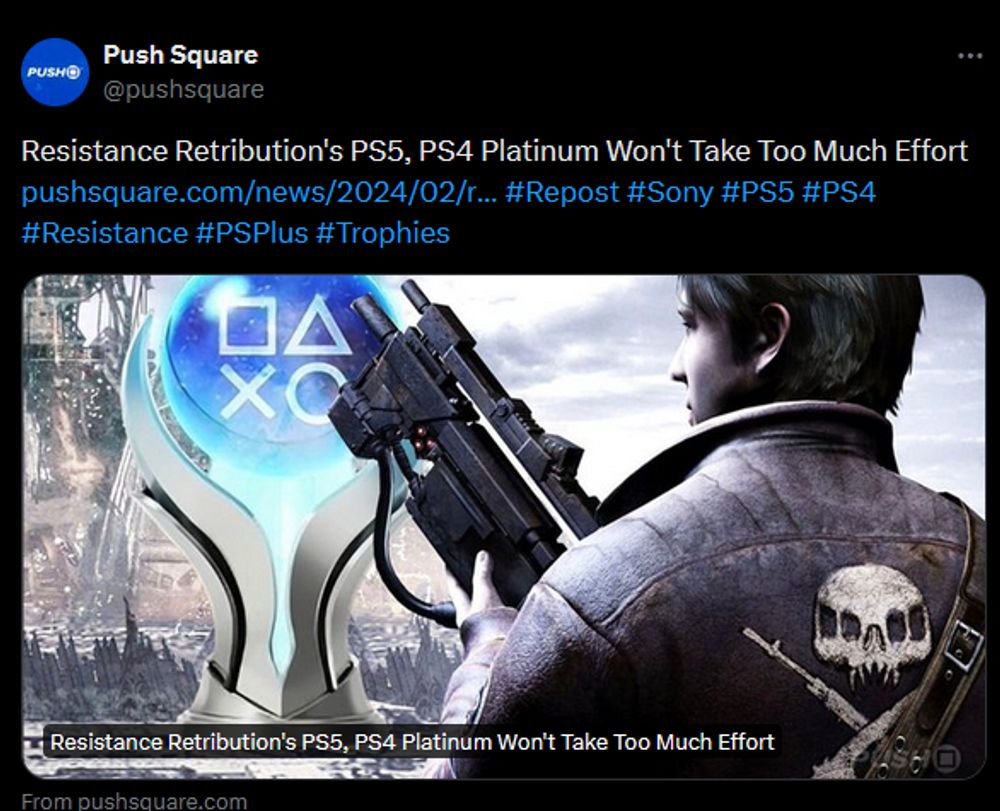 PUSH
Push Square
@pushsquare
Resistance Retribution's PS5, PS4 Platinum Won't Take Too Much Effort
pushsquare.com/news/2024/02/r... #Repost #Sony #PS5 #PS4
#Resistance #PSPlus #Trophies
Resistance Retribution's PS5, PS4 Platinum Won't Take Too Much Effort
PUSH
From pushsquare.com